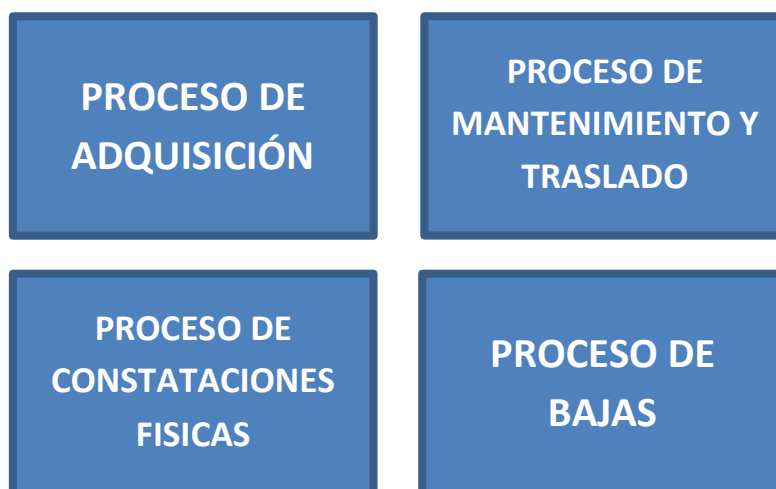 PROCESO DE
ADQUISICIÓN
PROCESO DE
MANTENIMIENTO Y
TRASLADO
PROCESO DE
CONSTATACIONES
FISICAS
PROCESO DE
BAJAS